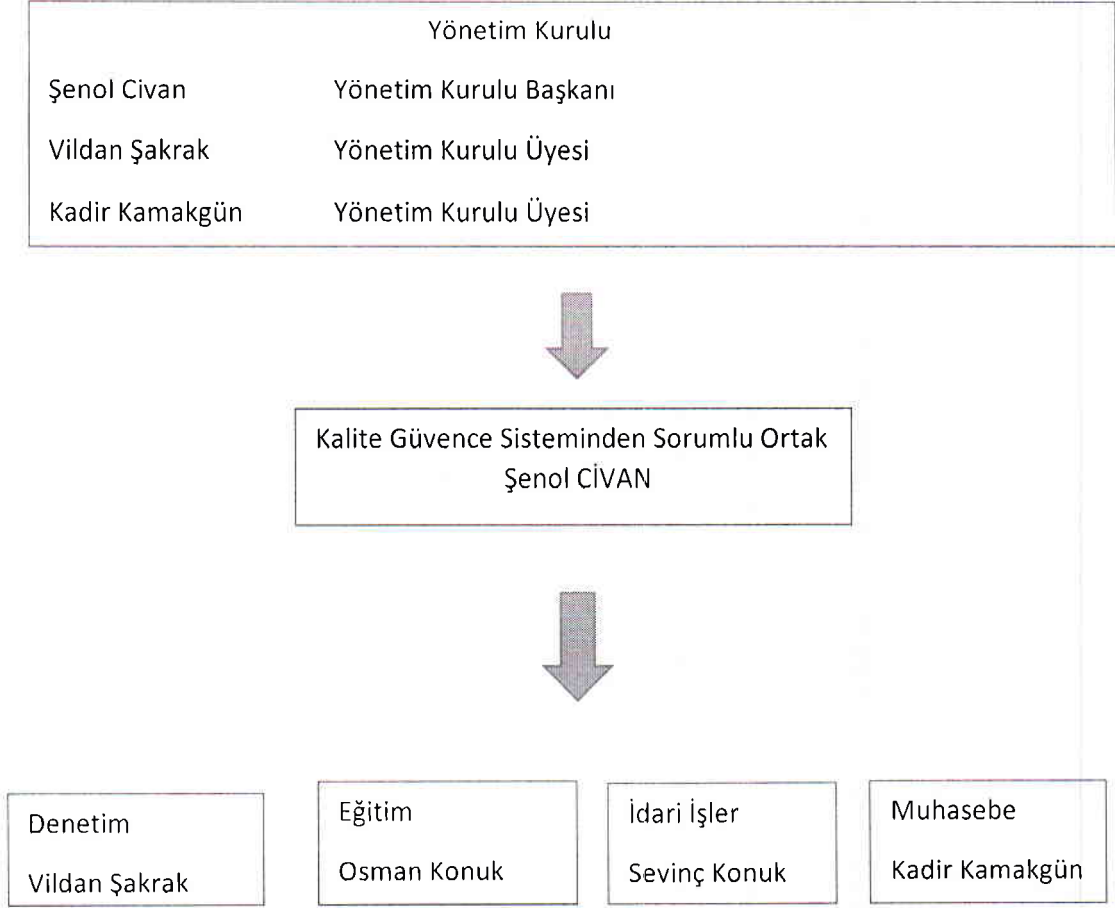 Yönetim Kurulu
Şenol Civan Yönetim Kurulu Başkanı
Vildan Şakrak Yönetim Kurulu Üyesi
Kadir Kamakgün Yönetim Kurulu Üyesi
Kalite Güvence Sisteminden Sorumlu Ortak
Şenol CİVAN
Denetim
Vildan Şakrak
Eğitim
Osman Konuk
İdari İşler
Sevinç Konuk
Muhasebe
Kadir Kamakgün